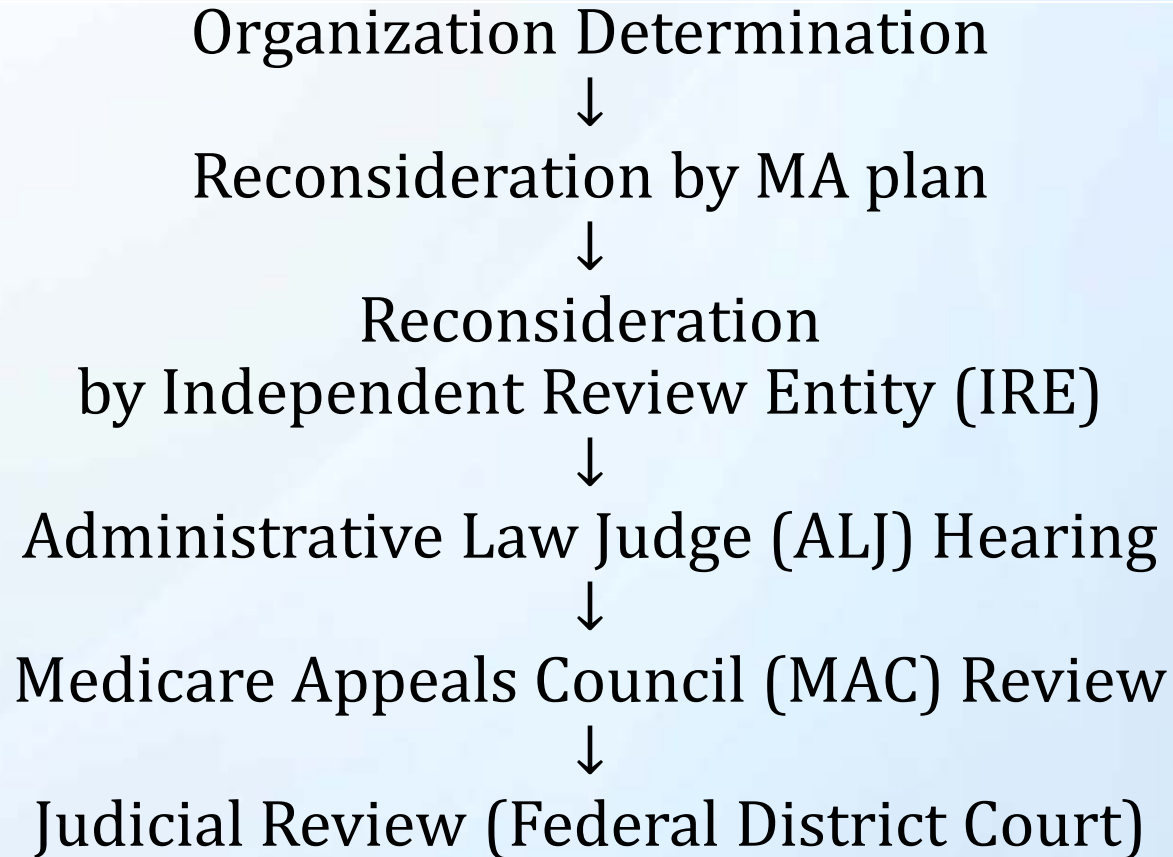 Organization Determination
↓
Reconsideration by MA plan
↓
Reconsideration
by Independent Review Entity (IRE)
↓
Administrative Law Judge (ALJ) Hearing
↓
Medicare Appeals Council (MAC) Review
↓
Judicial Review (Federal District Court)